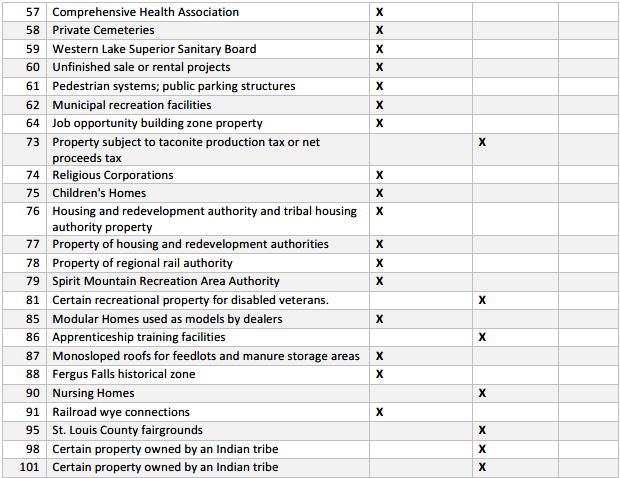 57 Comprehensive Health Association X
58 Private Cemeteries X
59 Western Lake Superior Sanitary Board X
60 Unfinished sale or rental projects X
61 Pedestrian systems; public parking structures X
62 Municipal recreation facilities X
64 Job opportunity building zone property X
73 Property subject to taconite production tax or net X
proceeds tax
74 Religious Corporations X
75 Children's Homes X
76 Housing and redevelopment authority and tribal housing X
authority property
77 Property of housing and redevelopment authorities X
78 Property of regional rail authority X
79 Spirit Mountain Recreation Area Authority X
81 Certain recreational property for disabled veterans. X
85 Modular Homes used as models by dealers X
86 Apprenticeship training facilities X
87 Monosloped roofs for feedlots and manure storage areas X
88 Fergus Falls historical zone X
90 Nursing Homes X
91 Railroad wye connections X
95 St. Louis County fairgrounds X
98 Certain property owned by an Indian tribe X
101 Certain property owned by an Indian tribe X